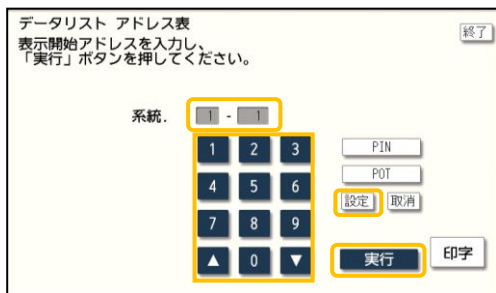 データリスト アドレス表
終了
表示開始アドレスを入力し、
「実行」ボタンを押してください。
系統. 1 - 1
1 2 3
PIN
4 5 6
POT
設定 取消
7 8 9
▲ 0 ▼
実行
印字